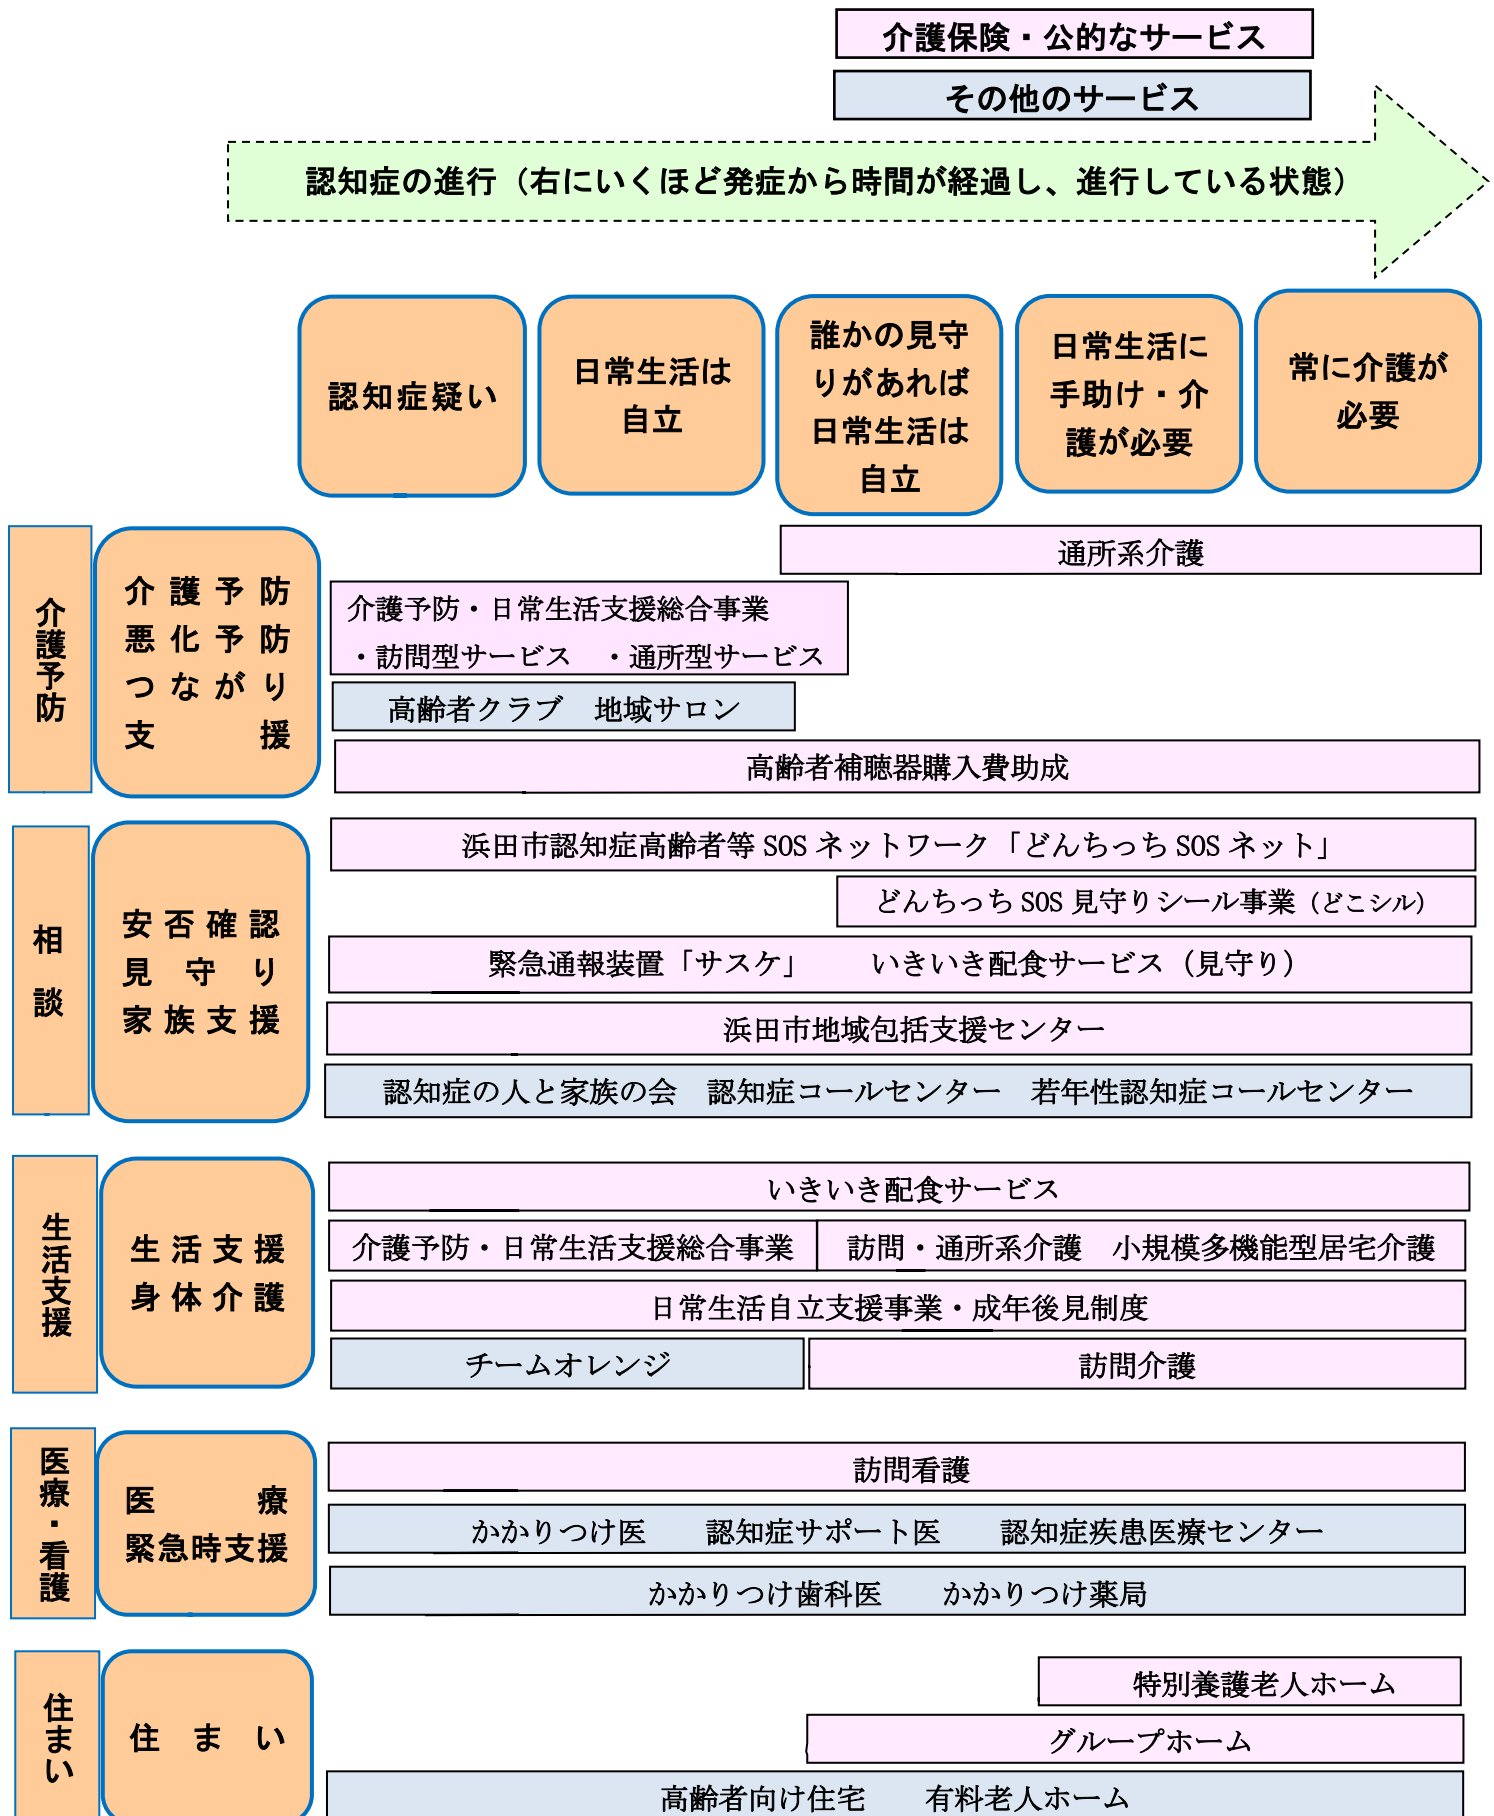 介護保険・公的なサービス
その他のサービス
認知症の進行（右にいくほど発症から時間が経過し、進行している状態）
認知症疑い
日常生活は
自立
誰かの見守
りがあれば
日常生活は
自立
日常生活に
手助け・介
護が必要
常に介護が
必要
介護予防
介護予防
悪化予防
つながり
支援
通所系介護
介護予防・日常生活支援総合事業
・訪問型サービス　・通所型サービス
高齢者クラブ　地域サロン
高齢者補聴器購入費助成
相談
安否確認
見守り
家族支援
浜田市認知症高齢者等 SOS ネットワーク「どんちっち SOS ネット」
どんちっち SOS 見守りシール事業（どこシル）
緊急通報装置「サスケ」　　いきいき配食サービス（見守り）
浜田市地域包括支援センター
認知症の人と家族の会　認知症コールセンター　若年性認知症コールセンター
生活支援
生活支援
身体介護
いきいき配食サービス
介護予防・日常生活支援総合事業
訪問・通所系介護　小規模多機能型居宅介護
日常生活自立支援事業・成年後見制度
チームオレンジ
訪問介護
医療・看護
医療
緊急時支援
訪問看護
かかりつけ医　　認知症サポート医　　認知症疾患医療センター
かかりつけ歯科医　　かかりつけ薬局
住まい
住まい
特別養護老人ホーム
グループホーム
高齢者向け住宅　　有料老人ホーム